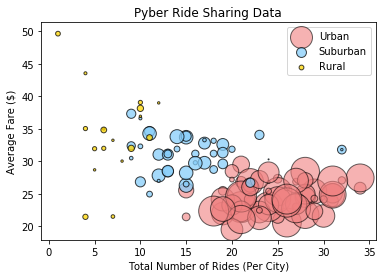 Pyber Ride Sharing Data
Urban
Suburban
Rural
50
45
40
35
30
25
20
Average Fare ($)
0 5 10 15 20 25 30 35
Total Number of Rides (Per City)